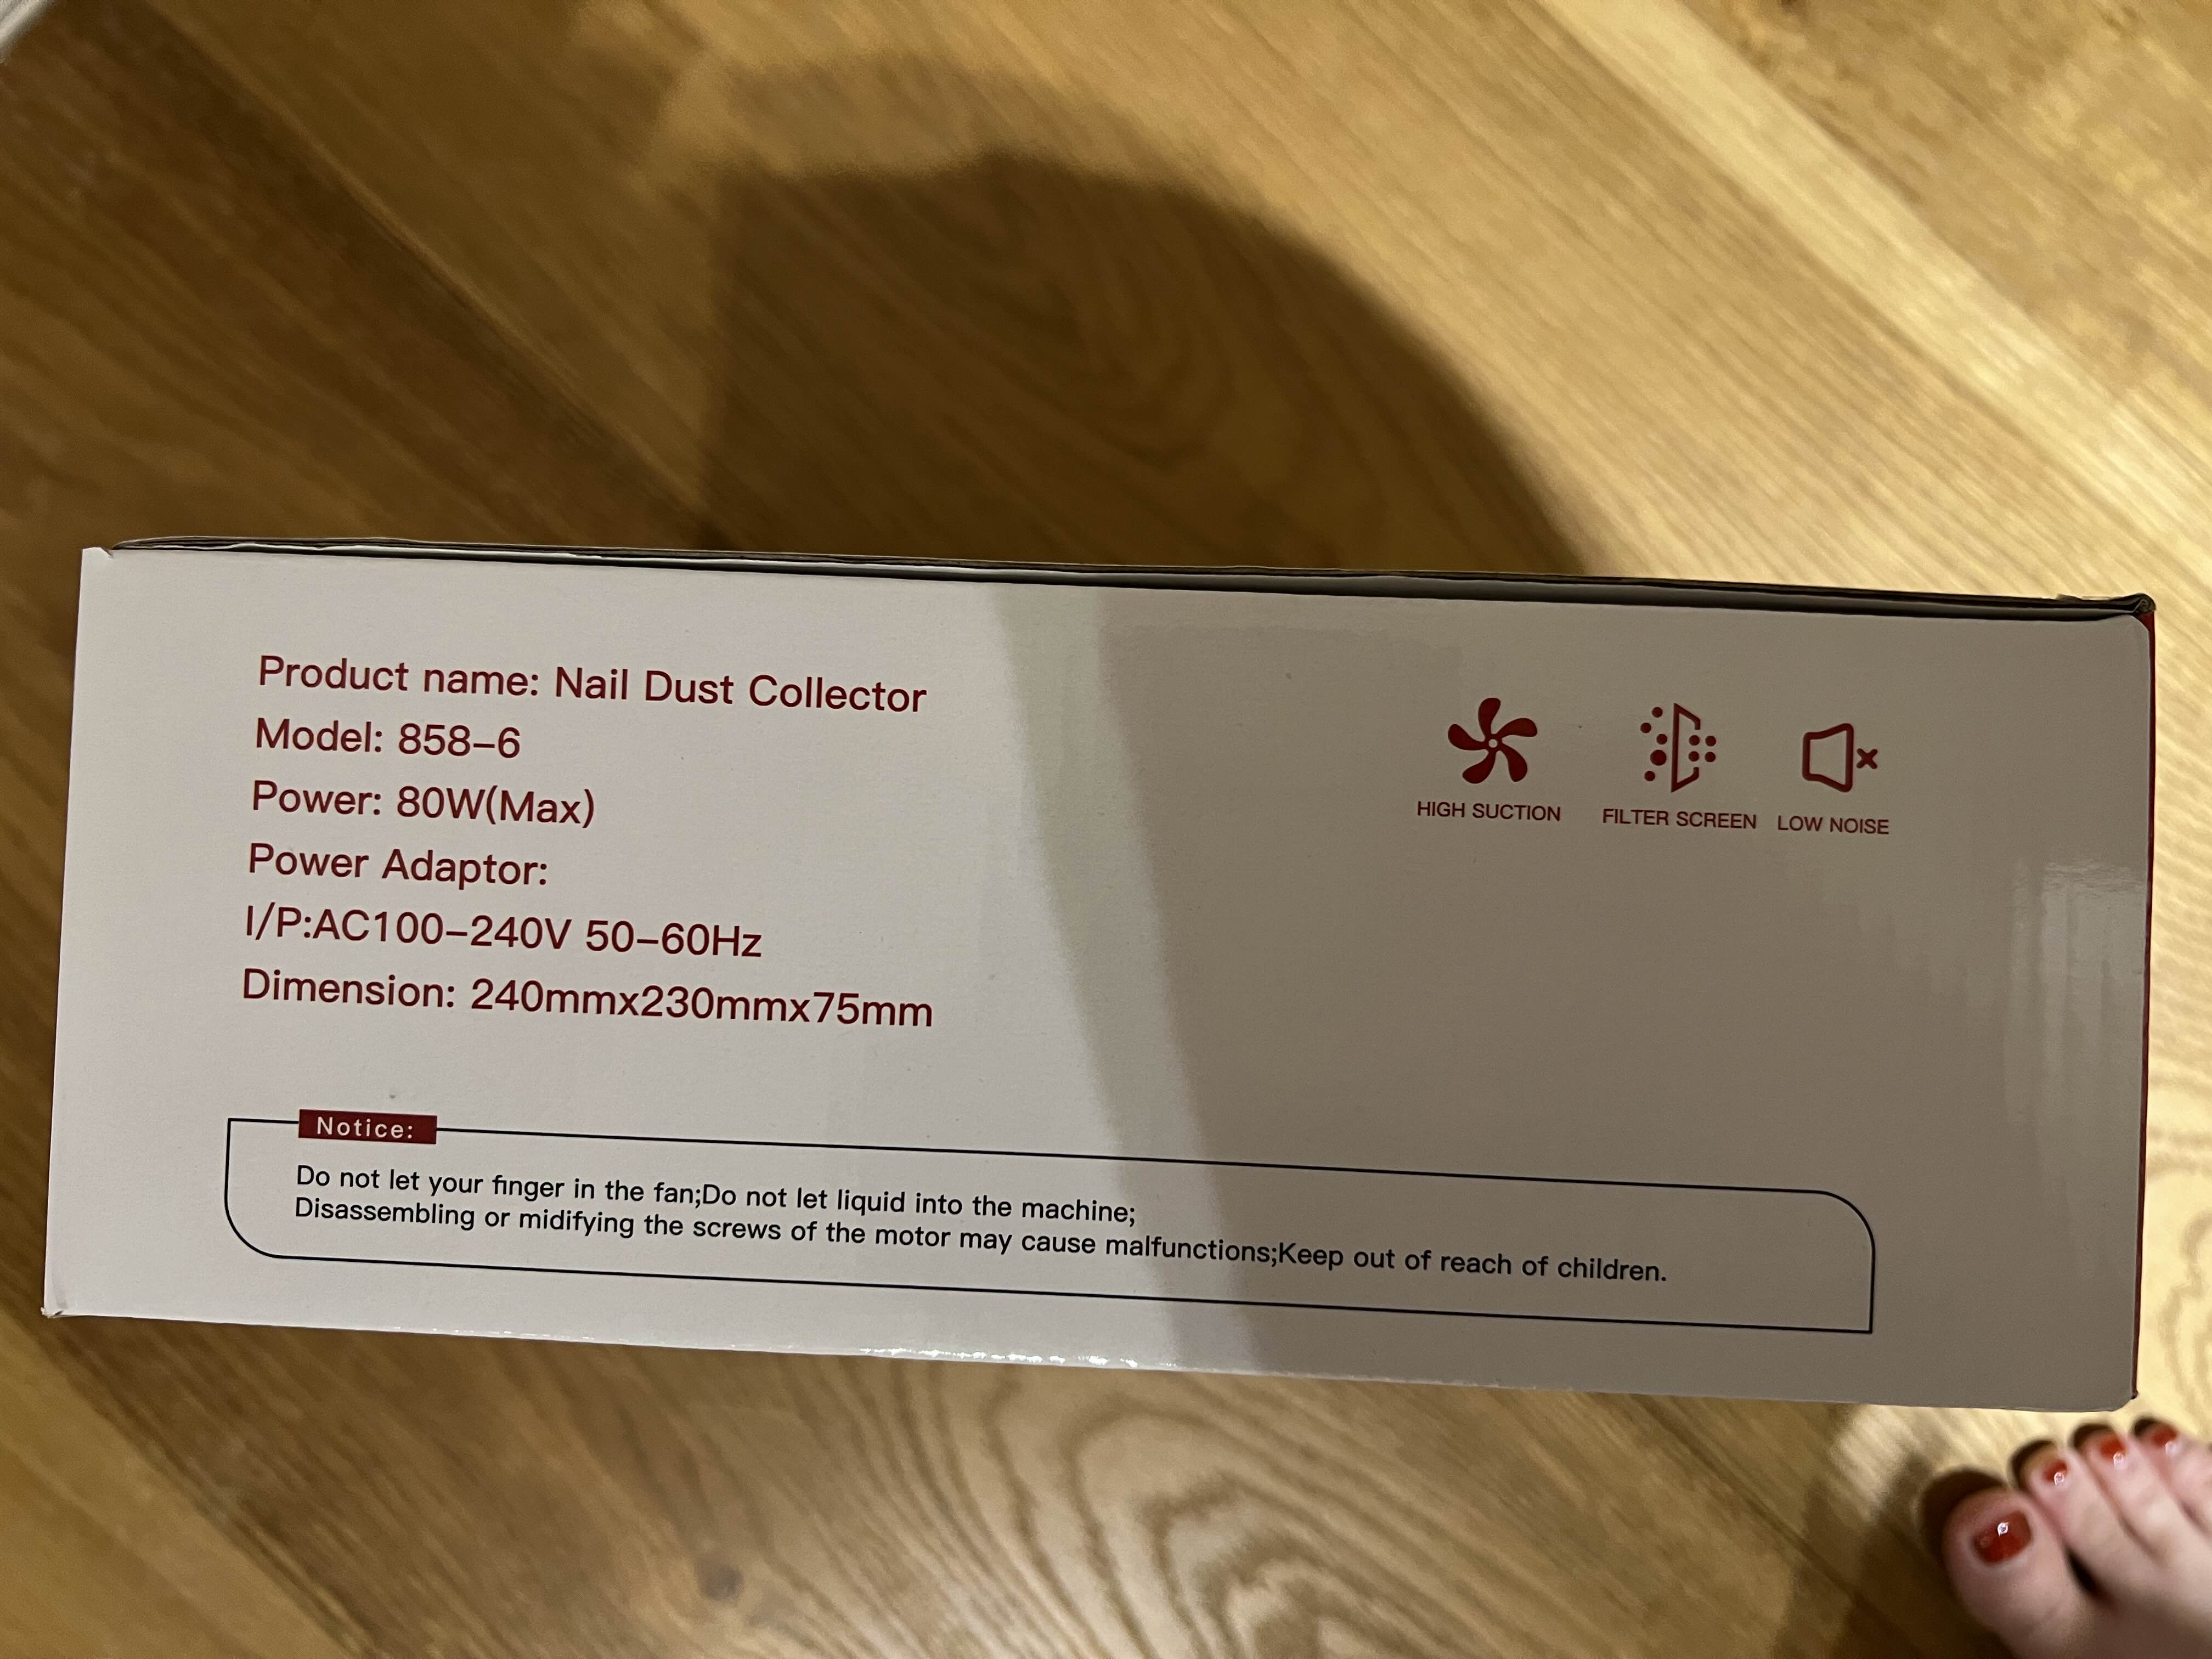 Product name: Nail Dust Collector
Model: 858–6
Power: 80W(Max)
Power Adaptor:
I/P:AC100–240V 50–60Hz
Dimension: 240mmx230mmx75mm
HIGH SUCTION
FILTER SCREEN
LOW NOISE
Notice:
Do not let your finger in the fan;Do not let liquid into the machine;
Disassembling or midifying the screws of the motor may cause malfunctions;Keep out of reach of children.